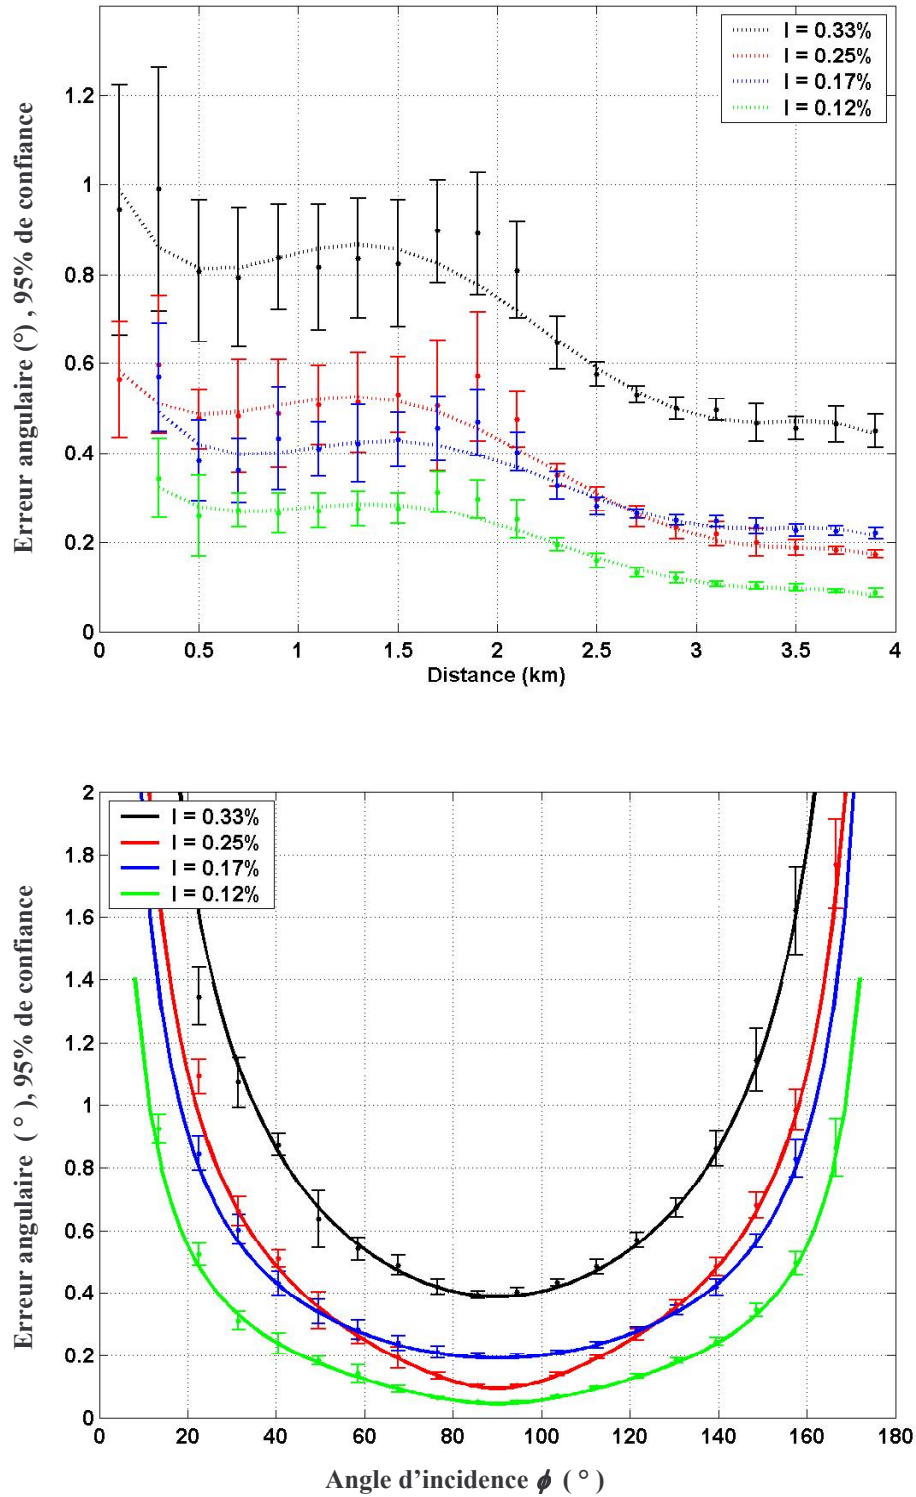 Erreur angulaire (°) , 95% de confiance
I = 0.33%
I = 0.25%
I = 0.17%
I = 0.12%
1.2
1
0.8
0.6
0.4
0.2
0
0 0.5 1 1.5 2 2.5 3 3.5 4
Distance (km)
Erreur angulaire ( ° ), 95% de confiance
I = 0.33%
I = 0.25%
I = 0.17%
I = 0.12%
2
1.8
1.6
1.4
1.2
1
0.8
0.6
0.4
0.2
0
0 20 40 60 80 100 120 140 160 180
Angle d’incidence ϕ ( ° )